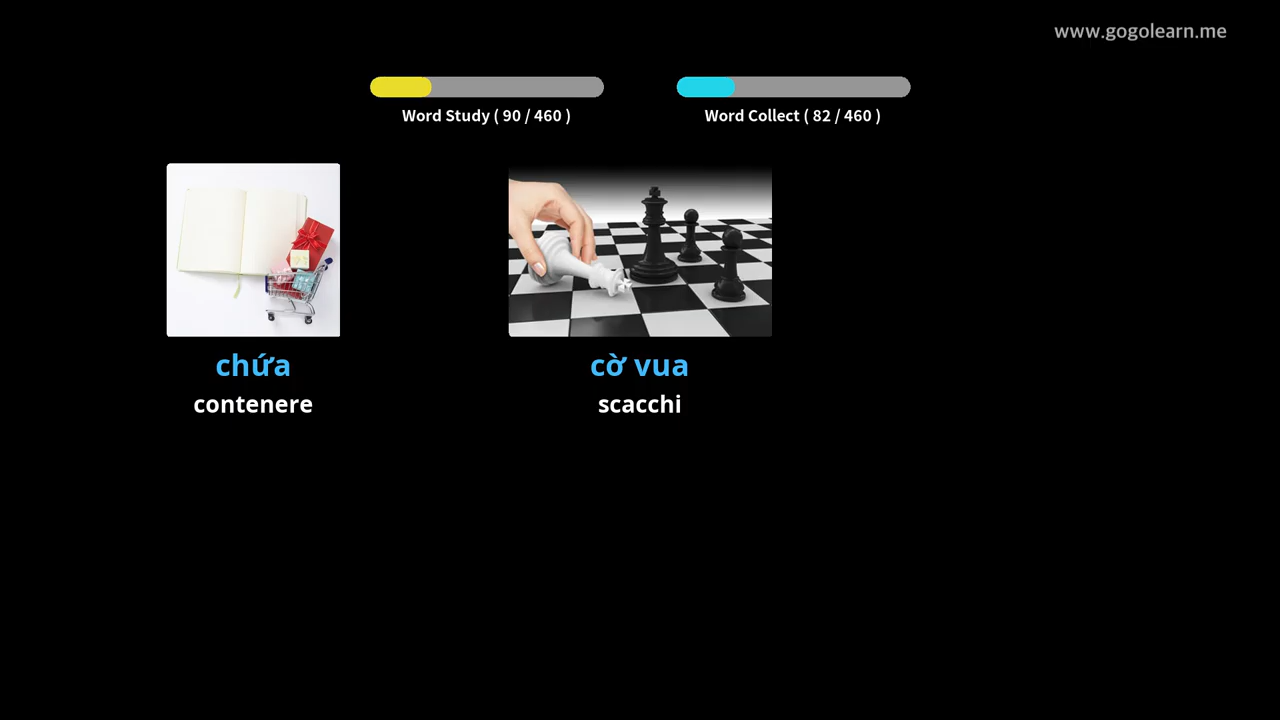 www.gogolearn.me
Word Study ( 90 / 460 )
Word Collect ( 82 / 460 )
chứa
contenere
cờ vua
scacchi